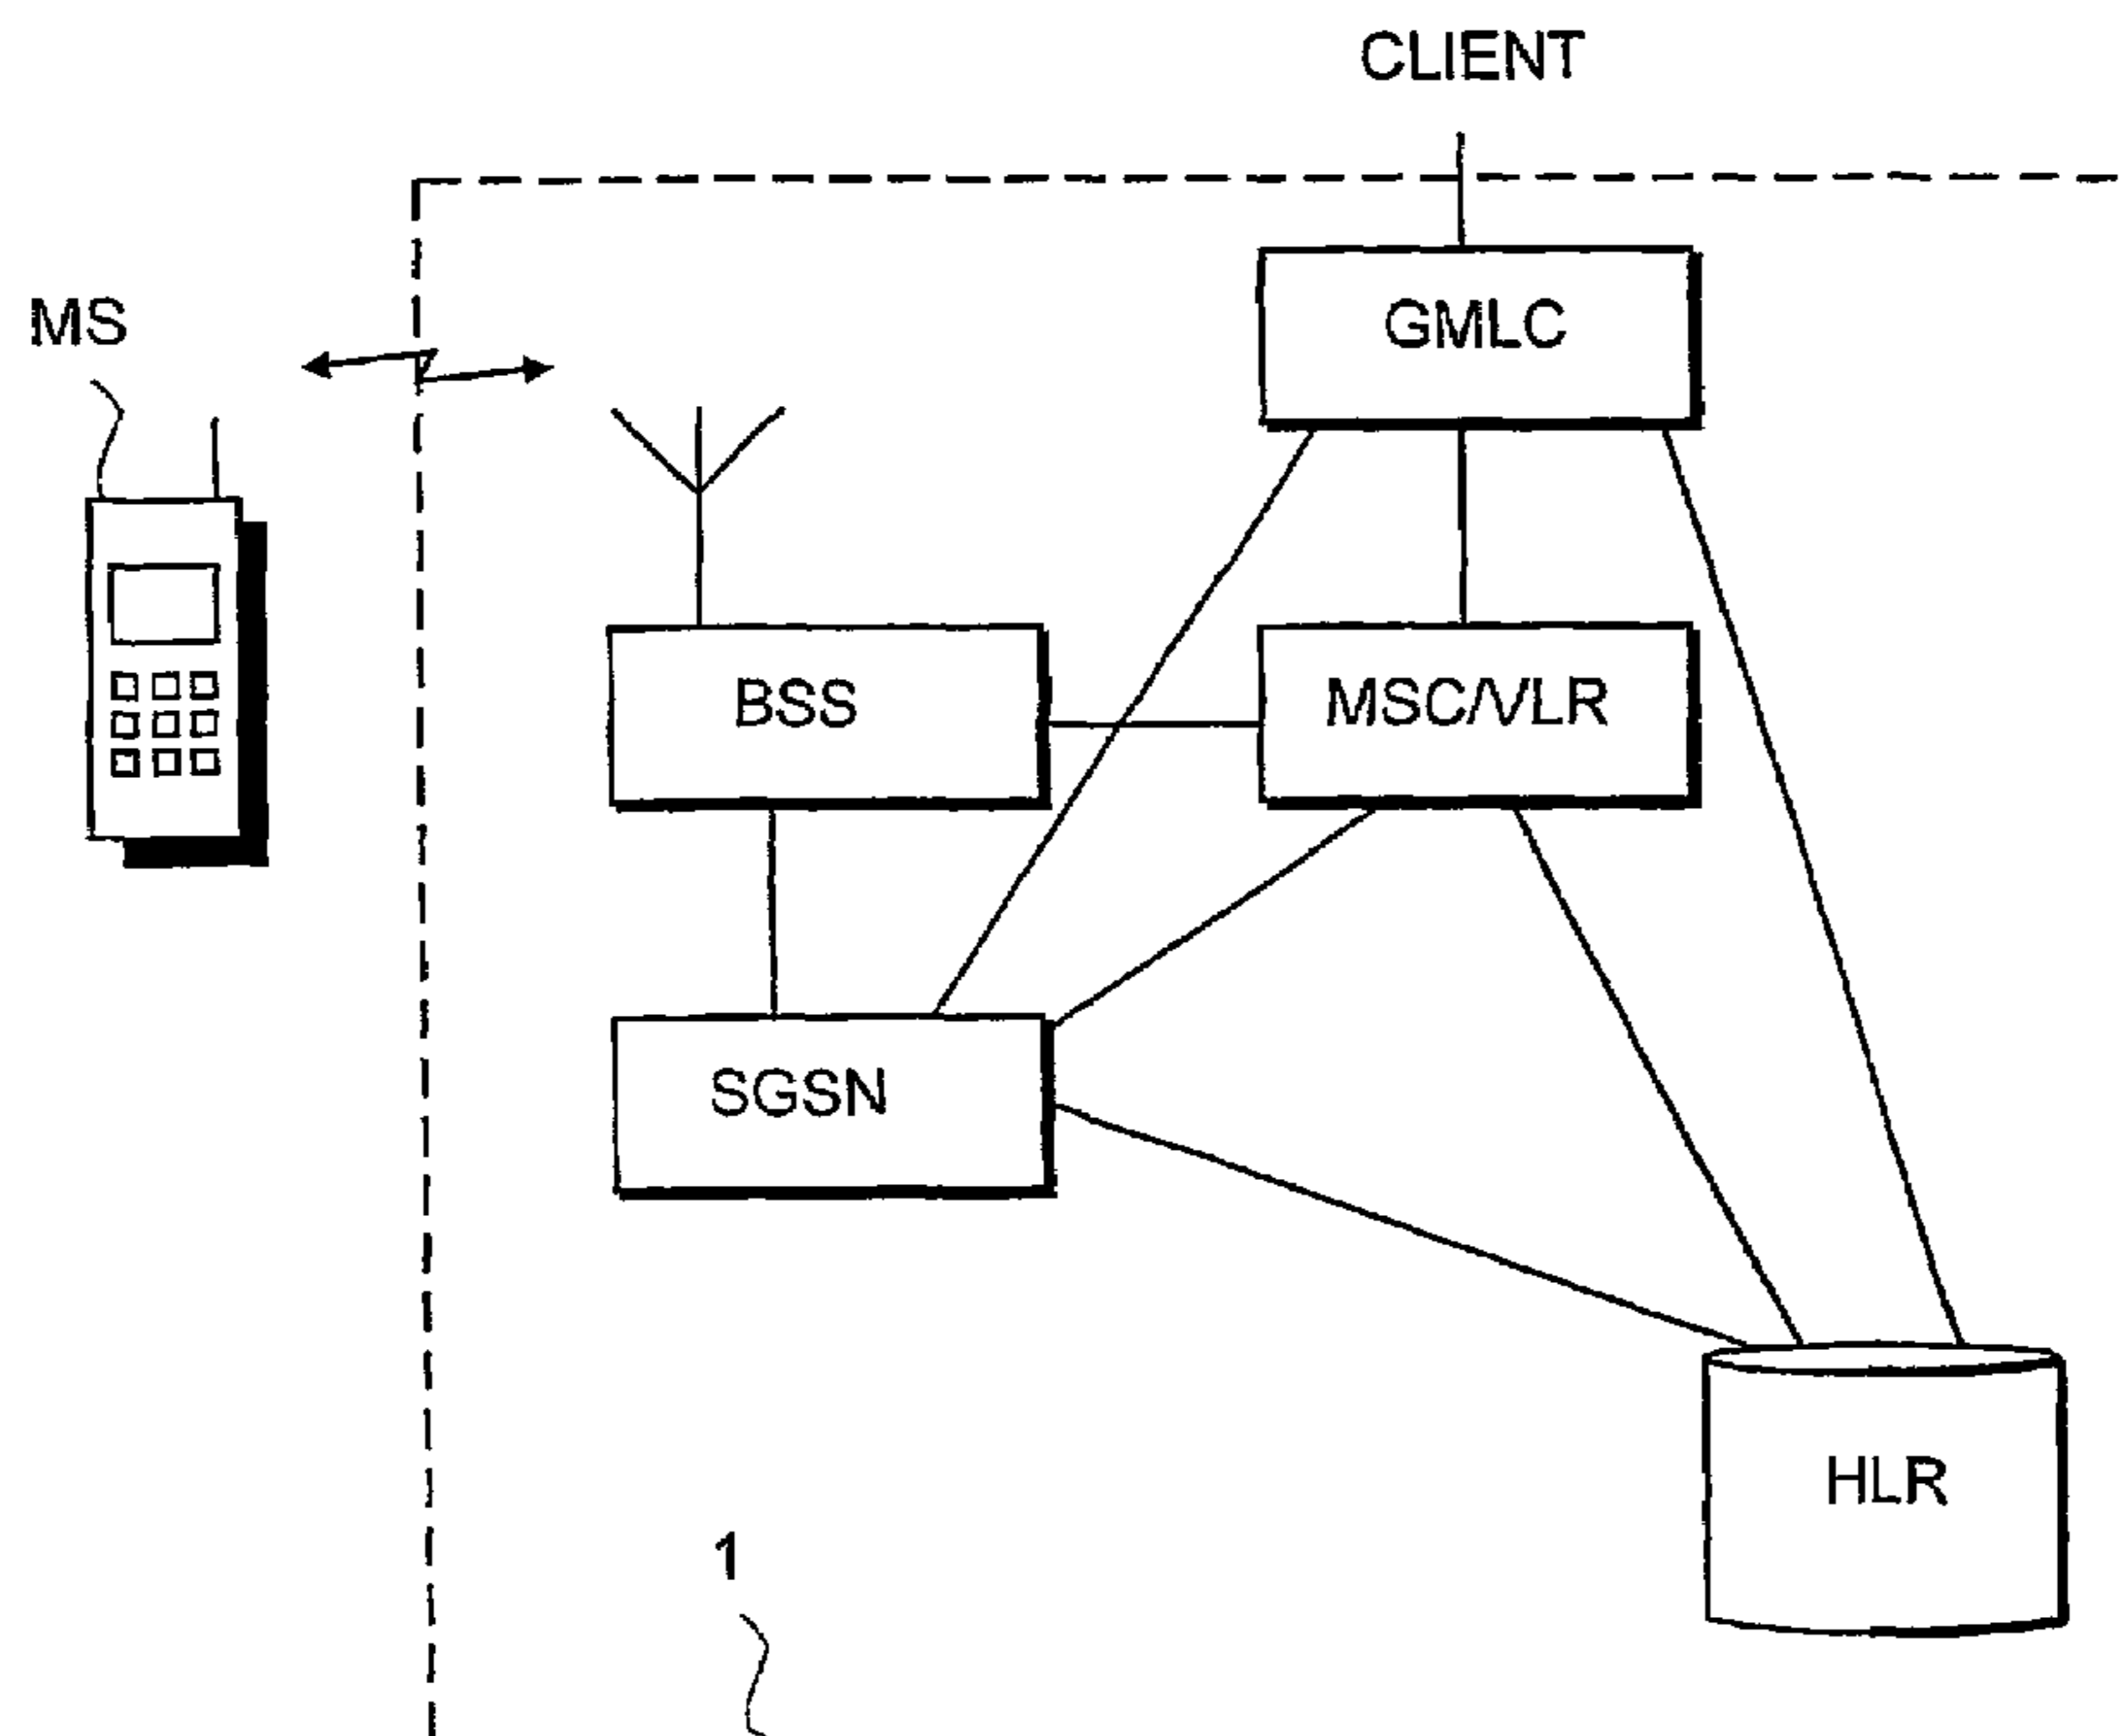 CLIENT
MS
GMLC
BSS
MSC/VLR
SGSN
HLR
1